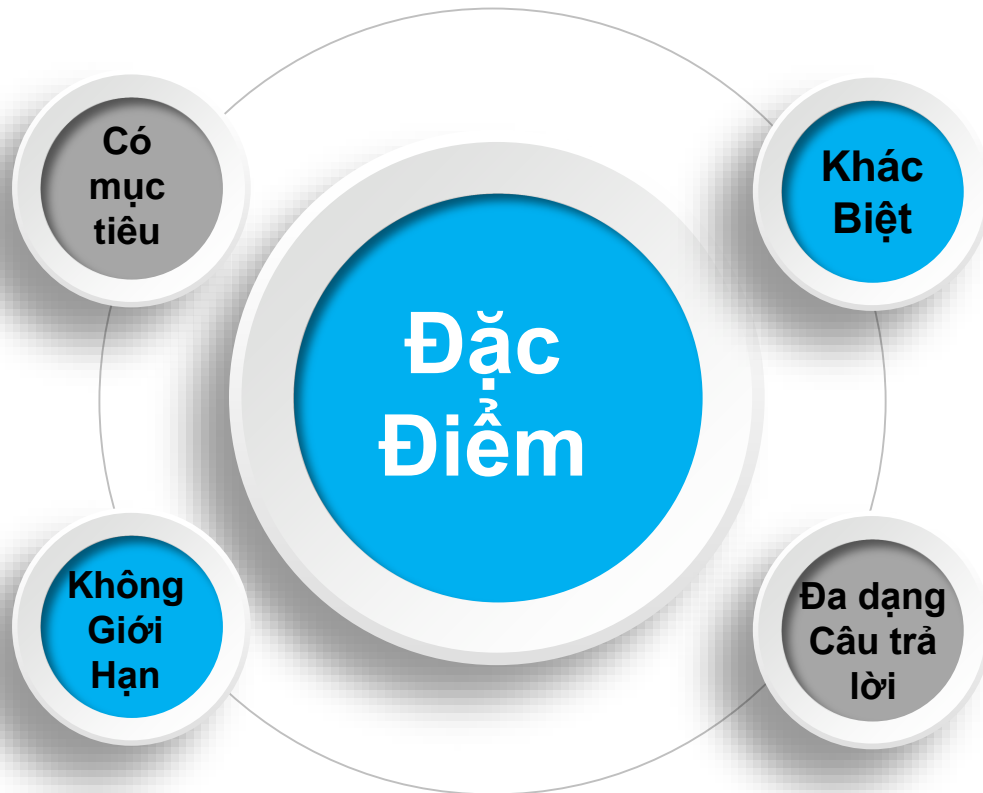 Có
mục
tiêu
Khác
Biệt
Đặc
Điểm
Không
Giới
Hạn
Đa dạng
Câu trả
lời